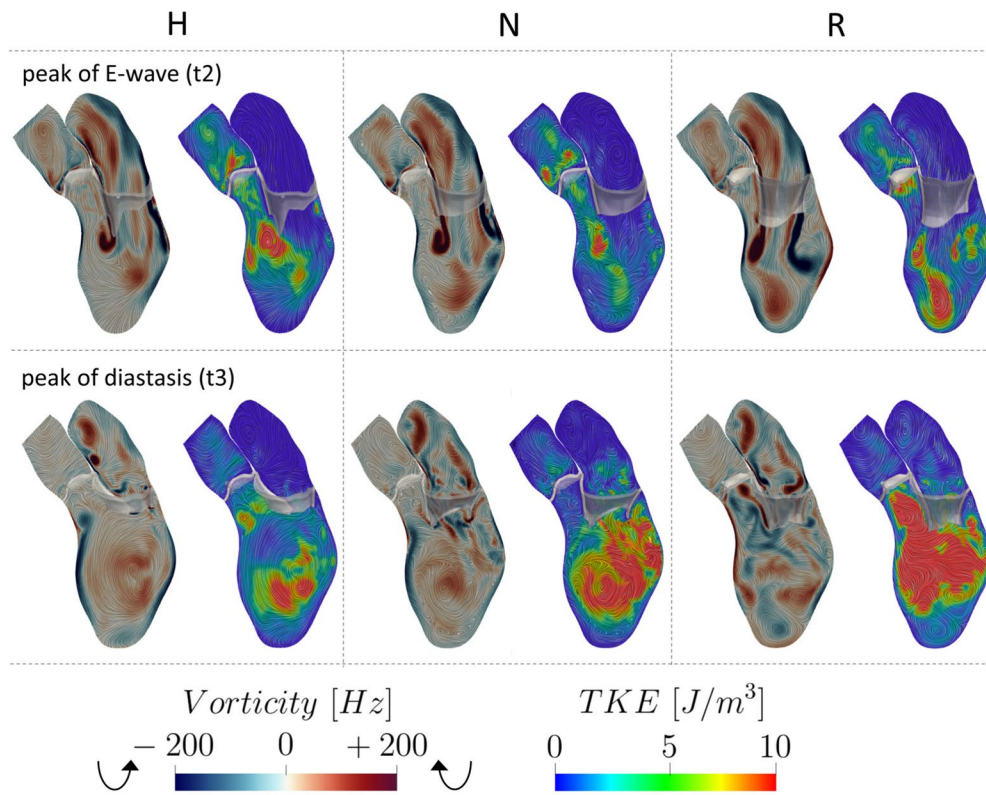 H N R
peak of E-wave (t2)
peak of diastasis (t3)
Vorticity [Hz] TKE [J/m³]
− 200 0 + 200 0 5 10